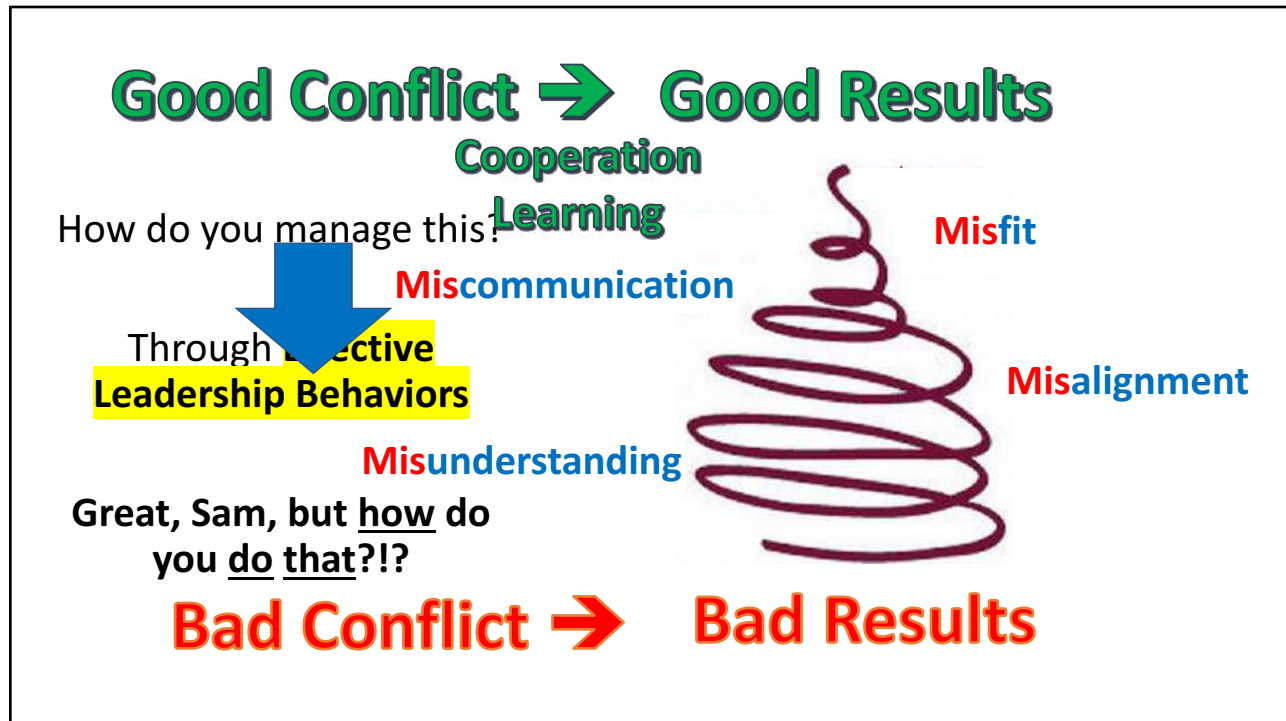 Good Conflict ➔ Good Results
Cooperation
Learning
How do you manage this?
Misfit
Miscommunication
Through
Leadership Behaviors
Misalignment
Misunderstanding
Great, Sam, but how do
you do that?!?
Bad Conflict ➔ Bad Results